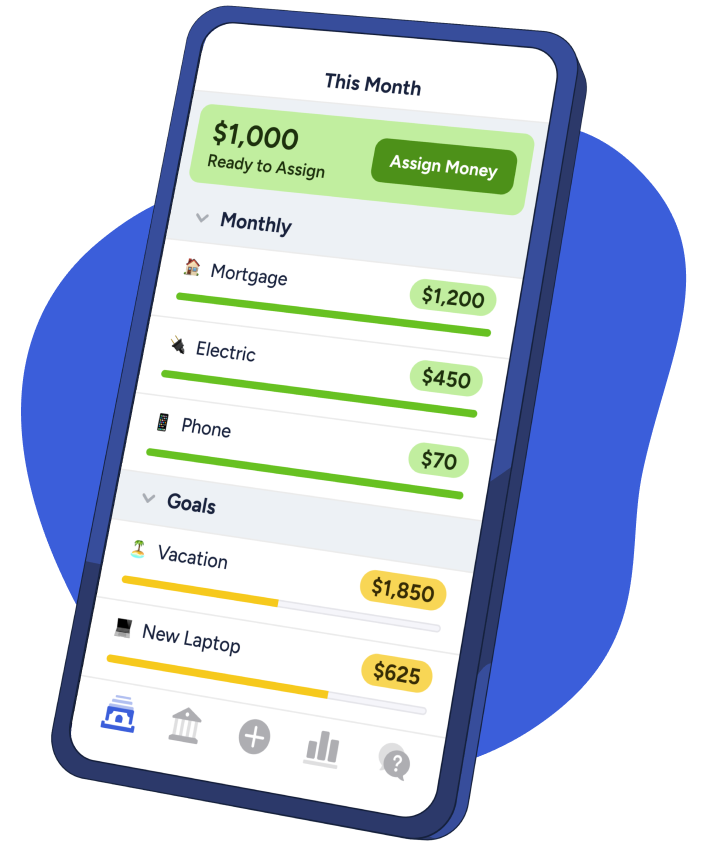 This Month
$1,000
Ready to Assign
Assign Money
Monthly
Mortgage
$1,200
Electric
$450
Phone
$70
Goals
Vacation
$1,850
New Laptop
$625
?